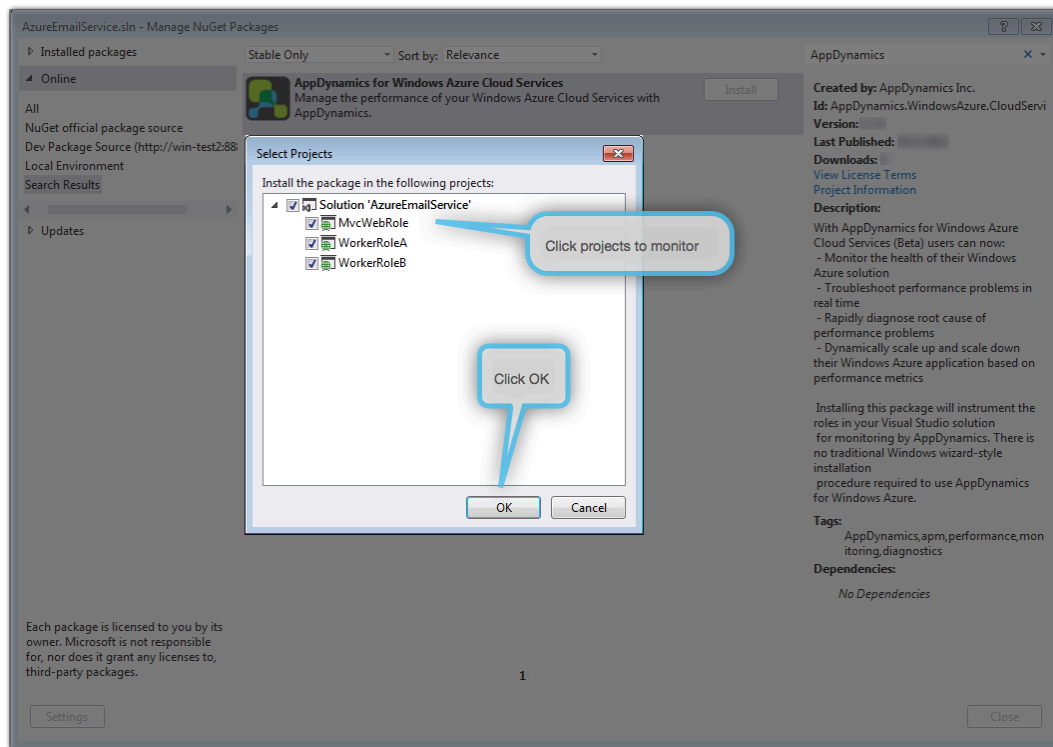 AzureEmailService.sln - Manage NuGet Packages
Installed packages
Online
All
NuGet official package source
Dev Package Source (http://win-test2:88
Local Environment
Search Results
Updates
Each package is licensed to you by its
owner. Microsoft is not responsible
for, nor does it grant any licenses to,
third-party packages.
Settings
Stable Only
Sort by: Relevance
AppDynamics for Windows Azure Cloud Services
Manage the performance of your Windows Azure Cloud Services with
AppDynamics.
Install
Select Projects
Install the package in the following projects:
Solution 'AzureEmailService'
MvcWebRole
WorkerRoleA
WorkerRoleB
Click projects to monitor
Click OK
OK
Cancel
1
AppDynamics
Created by: AppDynamics Inc.
Id: AppDynamics.WindowsAzure.CloudServi
Version:
Last Published:
Downloads:
View License Terms
Project Information
Description:
With AppDynamics for Windows Azure
Cloud Services (Beta) users can now:
- Monitor the health of their Windows
Azure solution
- Troubleshoot performance problems in
real time
- Rapidly diagnose root cause of
performance problems
- Dynamically scale up and scale down
their Windows Azure application based on
performance metrics
Installing this package will instrument the
roles in your Visual Studio solution
for monitoring by AppDynamics. There is
no traditional Windows wizard-style
installation
procedure required to use AppDynamics
for Windows Azure.
Tags:
AppDynamics,apm,performance,mon
itoring,diagnostics
Dependencies:
No Dependencies
Close